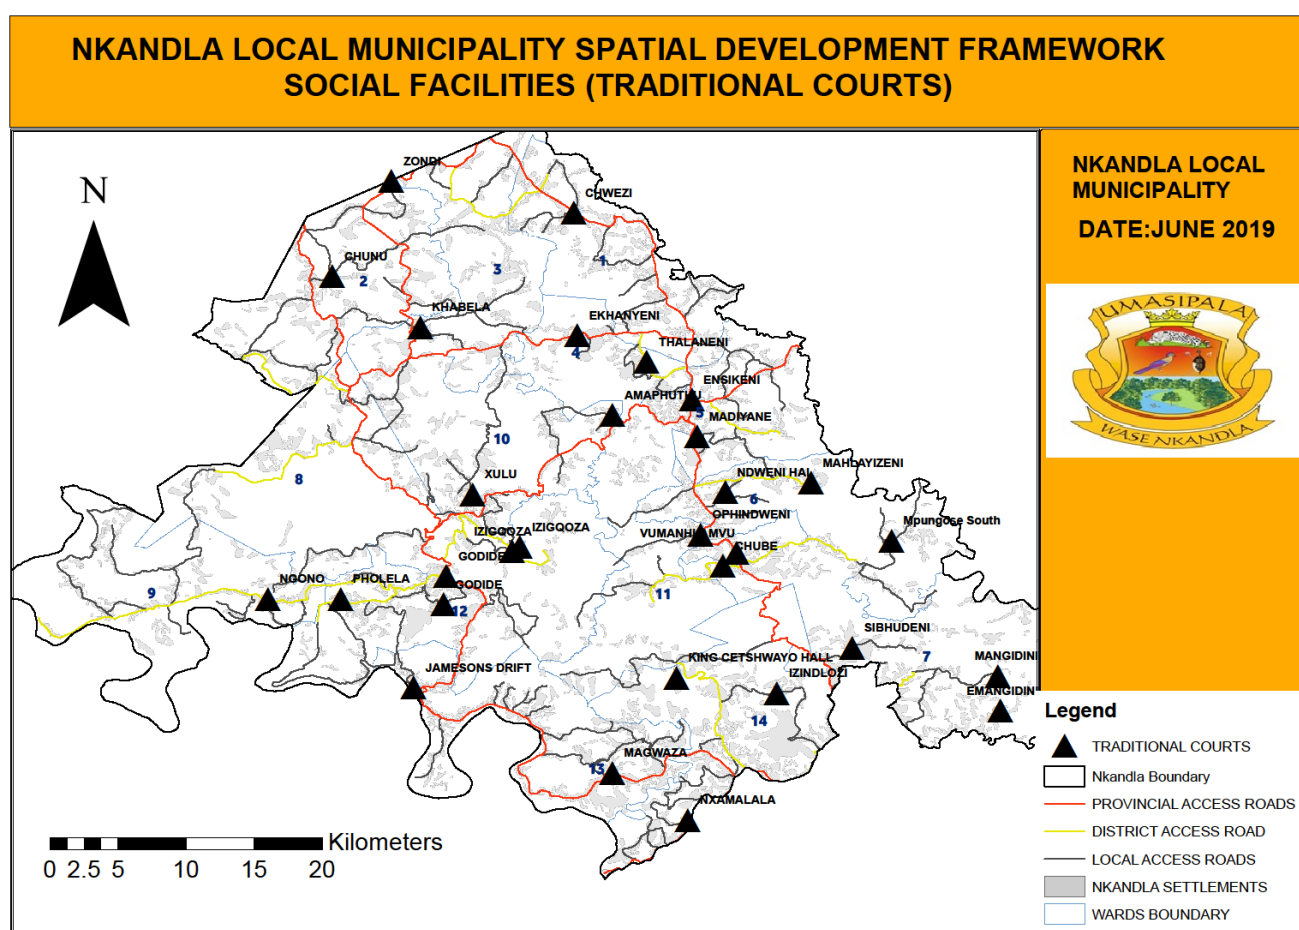 NKANDLA LOCAL MUNICIPALITY SPATIAL DEVELOPMENT FRAMEWORK
SOCIAL FACILITIES (TRADITIONAL COURTS)
NKANDLA LOCAL
MUNICIPALITY
DATE:JUNE 2019
UMASIPALA
WASE NKANDLA
N
ZONDI
CHWEZI
CHUNU
1
3
2
KHABELA
EKHANYENI
THALANENI
4
ENSIKENI
AMAPHUTHU
5
MADIYANE
10
MAHLAYIZENI
NDWENI HAL
8
XULU
6
OPHINDWENI
Mpungose South
IZIGQOZA
IZIGQOZA
VUMANHL
MVU
CHUBE
GODIDE
NGONO
PHOLELA
GODIDE
9
11
12
SIBHUDENI
7
MANGIDINI
KING CETSHWAYO HALL
JAMESONS DRIFT
IZINDLOZI
EMANGIDIN
14
MAGWAZA
13
NXAMALALA
Kilometers
0 2.5 5 10 15 20
Legend
TRADITIONAL COURTS
Nkandla Boundary
PROVINCIAL ACCESS ROADS
DISTRICT ACCESS ROAD
LOCAL ACCESS ROADS
NKANDLA SETTLEMENTS
WARDS BOUNDARY